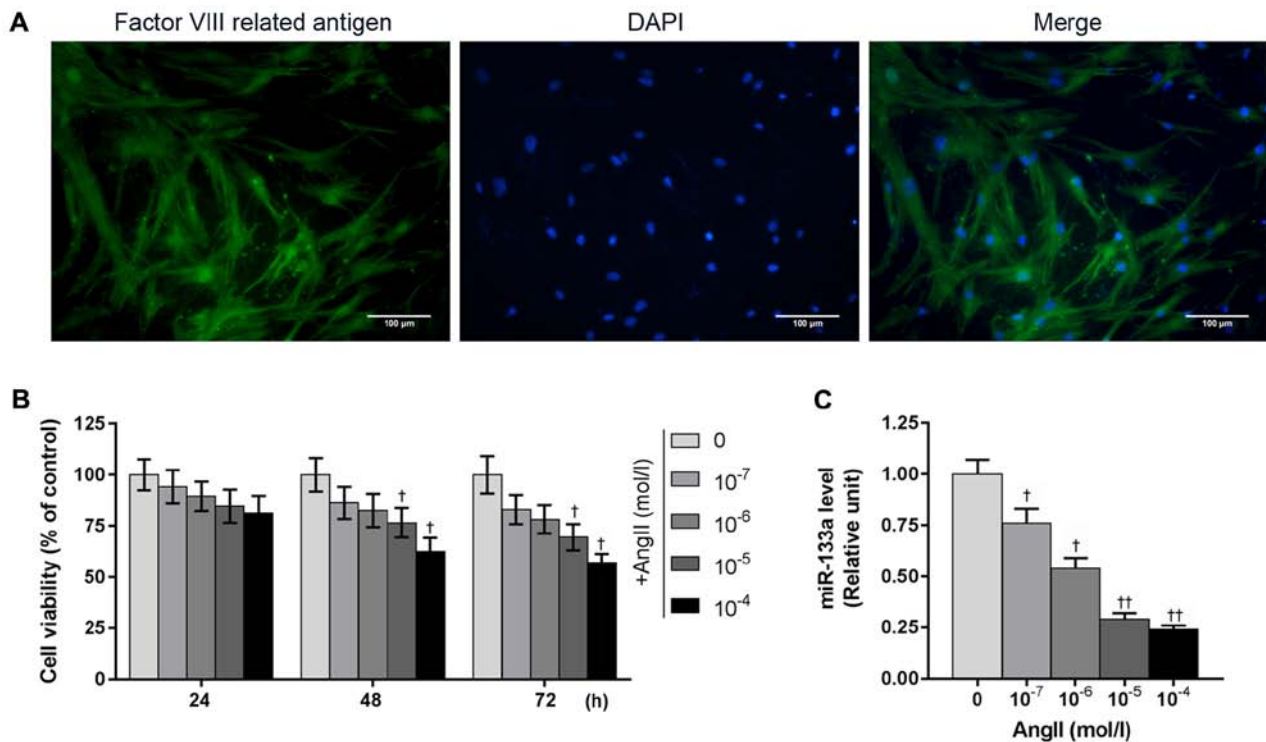 A
Factor VIII related antigen
DAPI
Merge
100 µm
100 µm
100 µm
B
Cell viability (% of control)
125
100
75
50
25
0
†
†
†
†
24
48
72
(h)
+AngII (mol/l)
0
10⁻⁷
10⁻⁶
10⁻⁵
10⁻⁴
C
miR-133a level
(Relative unit)
1.25
1.00
0.75
0.50
0.25
0.00
†
†
††
††
0
10⁻⁷
10⁻⁶
10⁻⁵
10⁻⁴
AngII (mol/l)